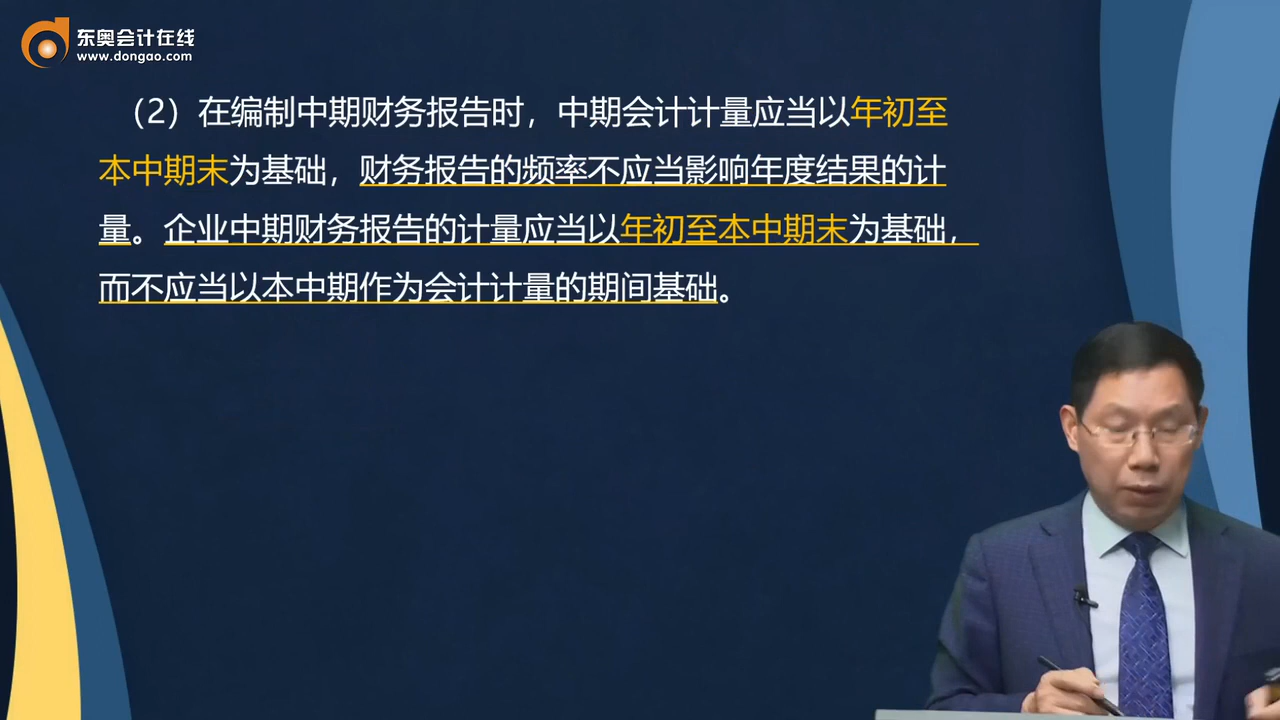 东奥会计在线
www.dongao.com
（2）在编制中期财务报告时，中期会计计量应当以年初至
本中期末为基础，财务报告的频率不应当影响年度结果的计
量。企业中期财务报告的计量应当以年初至本中期末为基础，
而不应当以本中期作为会计计量的期间基础。